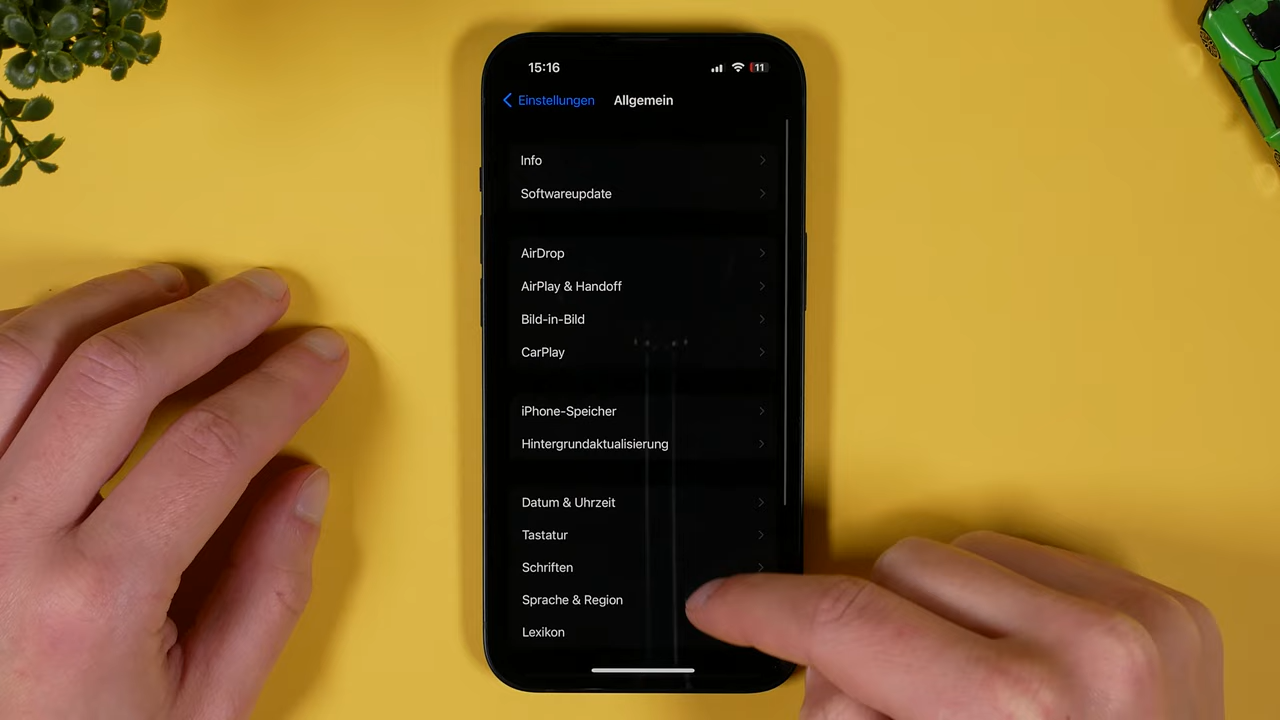 15:16
11
Einstellungen
Allgemein
Info
Softwareupdate
AirDrop
AirPlay & Handoff
Bild-in-Bild
CarPlay
iPhone-Speicher
Hintergrundaktualisierung
Datum & Uhrzeit
Tastatur
Schriften
Sprache & Region
Lexikon